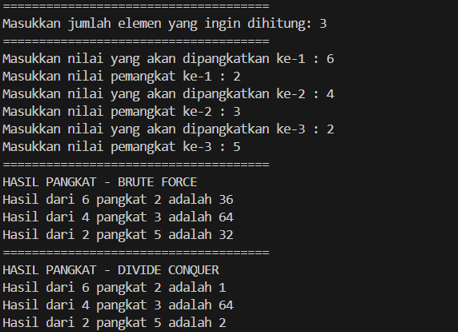 =====================================
Masukkan jumlah elemen yang ingin dihitung: 3
=====================================
Masukkan nilai yang akan dipangkatkan ke-1 : 6
Masukkan nilai pemangkat ke-1 : 2
Masukkan nilai yang akan dipangkatkan ke-2 : 4
Masukkan nilai pemangkat ke-2 : 3
Masukkan nilai yang akan dipangkatkan ke-3 : 2
Masukkan nilai pemangkat ke-3 : 5
=====================================
HASIL PANGKAT - BRUTE FORCE
Hasil dari 6 pangkat 2 adalah 36
Hasil dari 4 pangkat 3 adalah 64
Hasil dari 2 pangkat 5 adalah 32
=====================================
HASIL PANGKAT - DIVIDE CONQUER
Hasil dari 6 pangkat 2 adalah 1
Hasil dari 4 pangkat 3 adalah 64
Hasil dari 2 pangkat 5 adalah 2